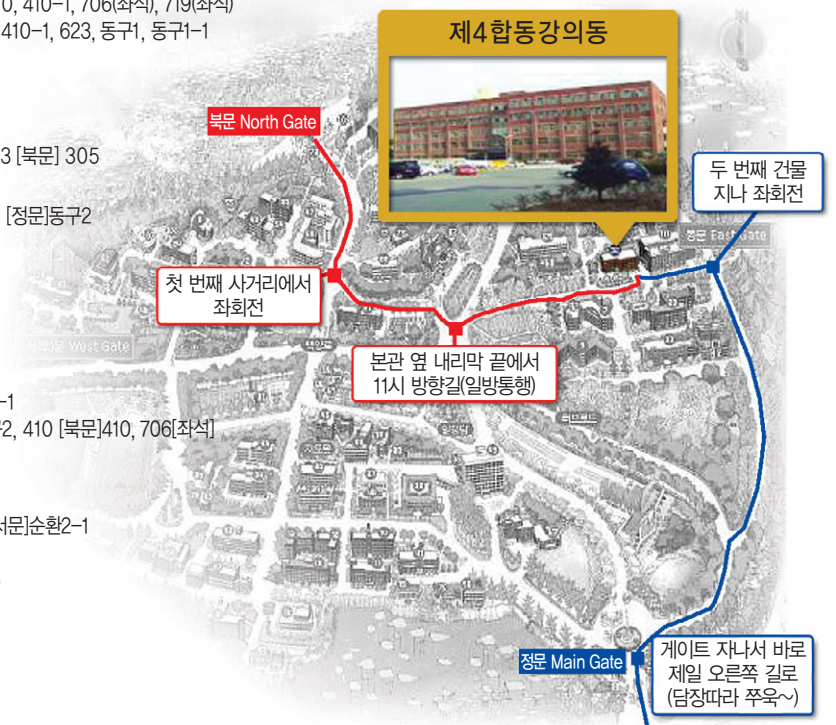 0, 410-1, 706(좌석), 719(좌석)
410-1, 623, 동구1, 동구1-1
3 [북문] 305
[정문]동구2
-1
2, 410 [북문]410, 706[좌석]
서문]순환2-1
제4합동강의동
북문 North Gate
두 번째 건물
지나 좌회전
동문 East Gate
첫 번째 사거리에서
좌회전
West Gate
본관 옆 내리막 끝에서
11시 방향길(일방통행)
정문 Main Gate
게이트 지나서 바로
제일 오른쪽 길로
(담장따라 쭈욱~)